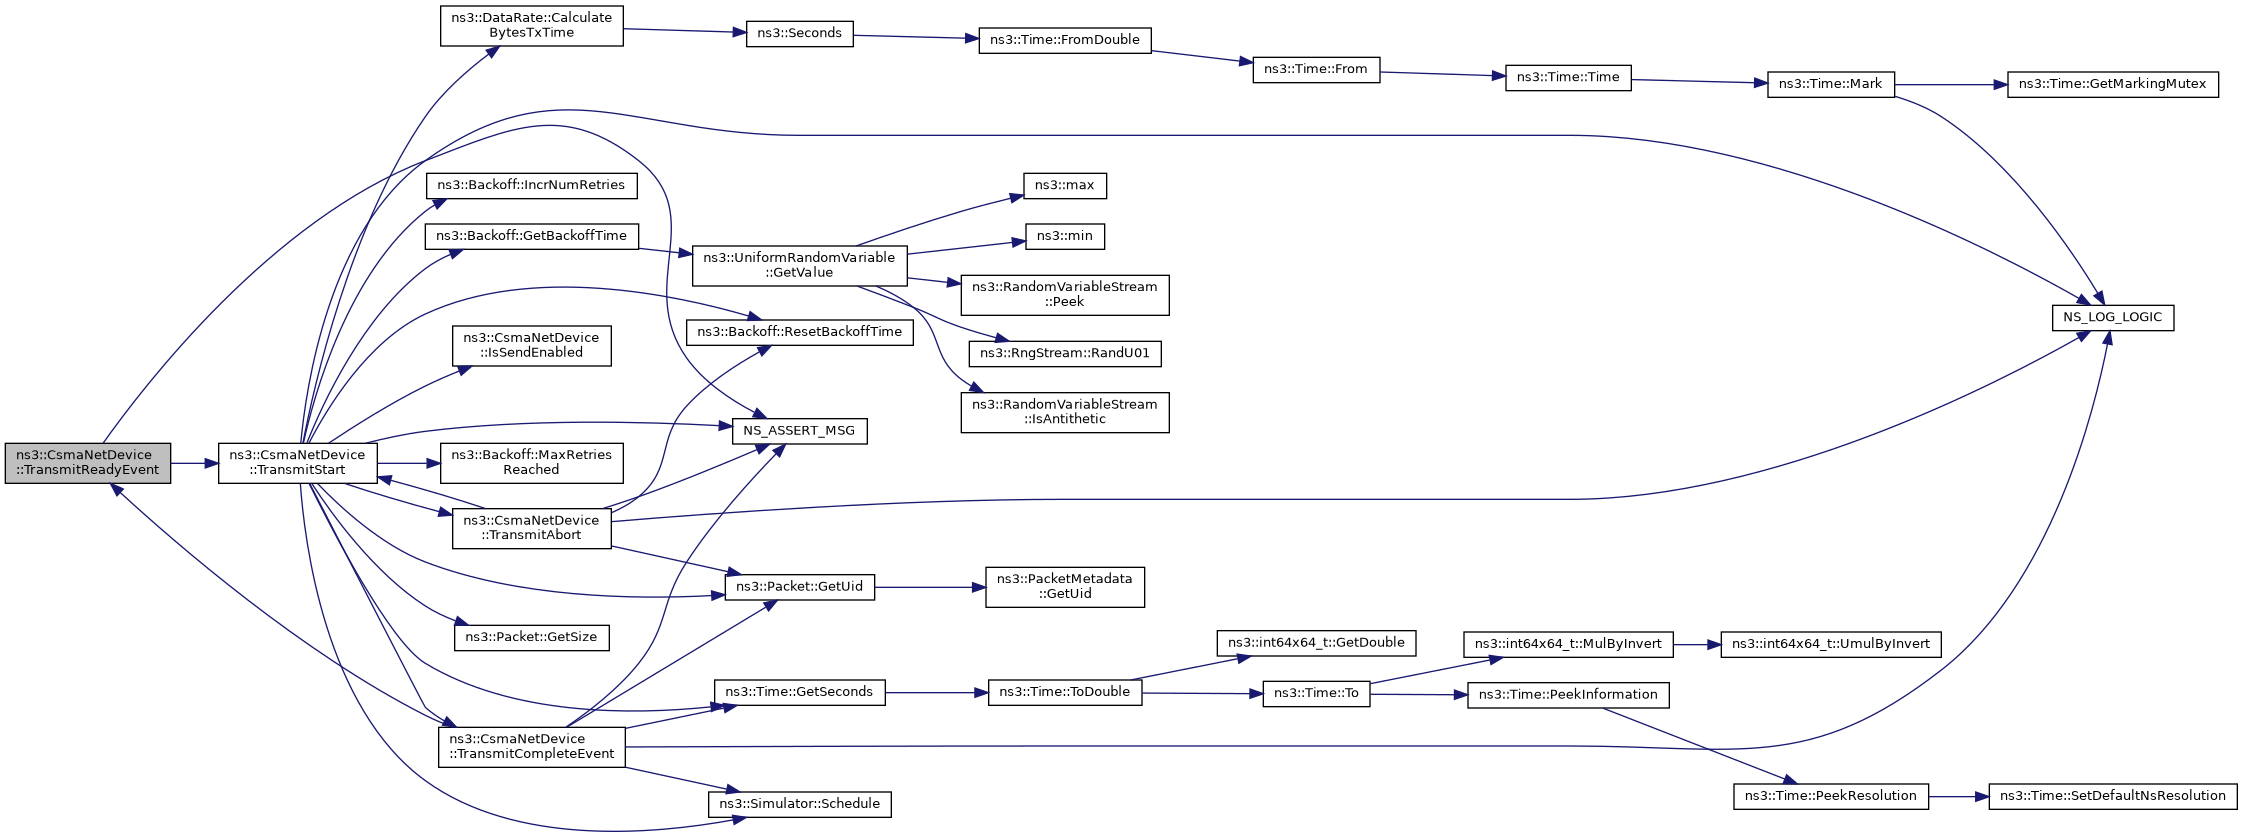 ns3::DataRate::Calculate
BytesTxTime
ns3::Seconds
ns3::Time::FromDouble
ns3::Time::From
ns3::Time::Time
ns3::Time::Mark
ns3::Time::GetMarkingMutex
ns3::Backoff::IncrNumRetries
ns3::max
ns3::Backoff::GetBackoffTime
ns3::min
ns3::UniformRandomVariable
::GetValue
ns3::RandomVariableStream
::Peek
NS_LOG_LOGIC
ns3::Backoff::ResetBackoffTime
ns3::CsmaNetDevice
::IsSendEnabled
ns3::RngStream::RandU01
ns3::RandomVariableStream
::IsAntithetic
NS_ASSERT_MSG
ns3::CsmaNetDevice
::TransmitReadyEvent
ns3::CsmaNetDevice
::TransmitStart
ns3::Backoff::MaxRetries
Reached
ns3::CsmaNetDevice
::TransmitAbort
ns3::Packet::GetUid
ns3::PacketMetadata
::GetUid
ns3::Packet::GetSize
ns3::int64x64_t::GetDouble
ns3::int64x64_t::MulByInvert
ns3::int64x64_t::UmulByInvert
ns3::Time::GetSeconds
ns3::Time::ToDouble
ns3::Time::To
ns3::Time::PeekInformation
ns3::CsmaNetDevice
::TransmitCompleteEvent
ns3::Simulator::Schedule
ns3::Time::PeekResolution
ns3::Time::SetDefaultNsResolution